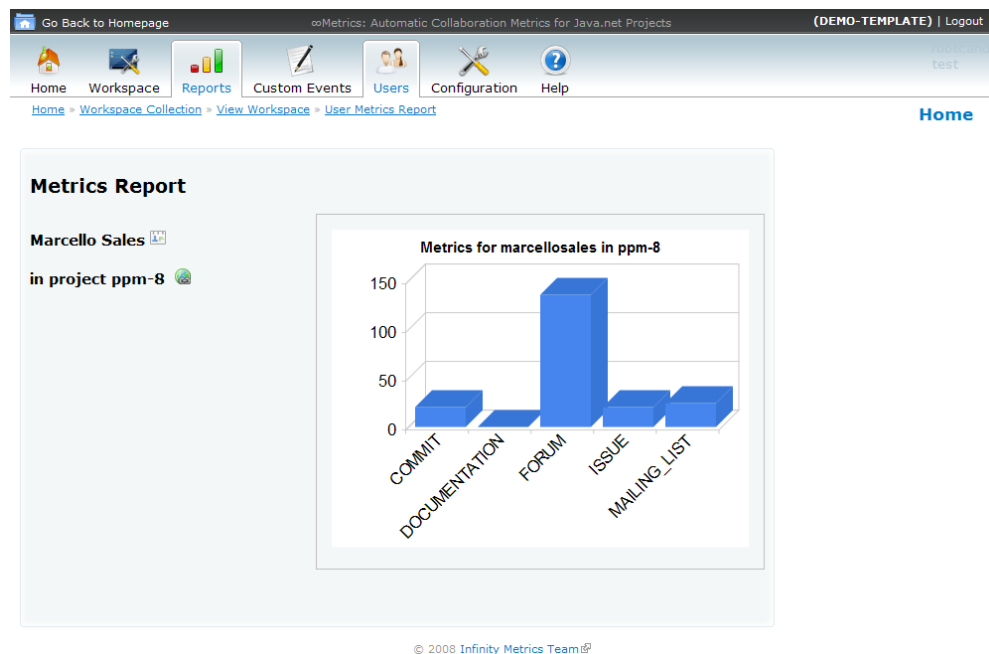 Go Back to Homepage
∞Metrics: Automatic Collaboration Metrics for Java.net Projects
(DEMO-TEMPLATE) | Logout
Home Workspace Reports Custom Events Users Configuration Help
test
Home » Workspace Collection » View Workspace » User Metrics Report
Home
Metrics Report
Marcello Sales
in project ppm-8
Metrics for marcellosales in ppm-8
150
100
50
0
COMMIT
DOCUMENTATION
FORUM
ISSUE
MAILING_LIST
© 2008 Infinity Metrics Team